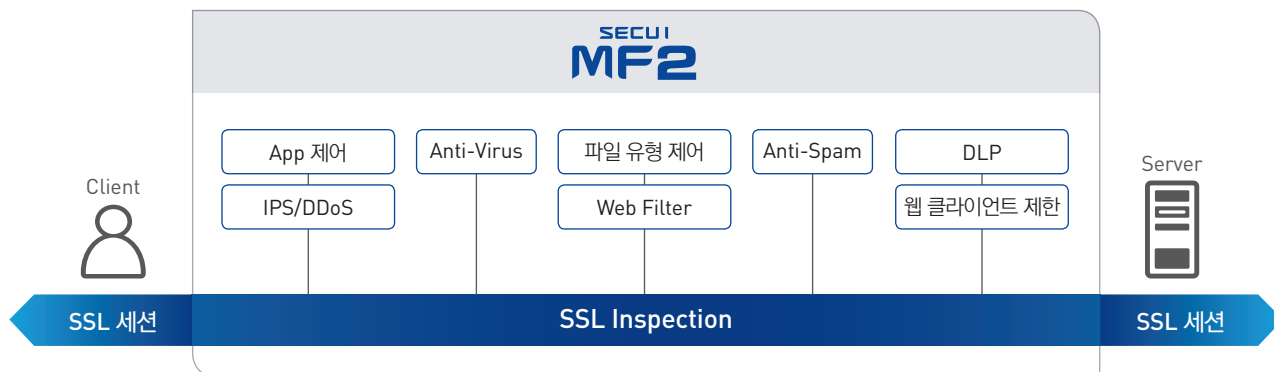 SECUI
MF2
App 제어
Anti-Virus
파일 유형 제어
Anti-Spam
DLP
IPS/DDoS
Web Filter
웹 클라이언트 제한
Client
Server
SSL 세션
SSL Inspection
SSL 세션